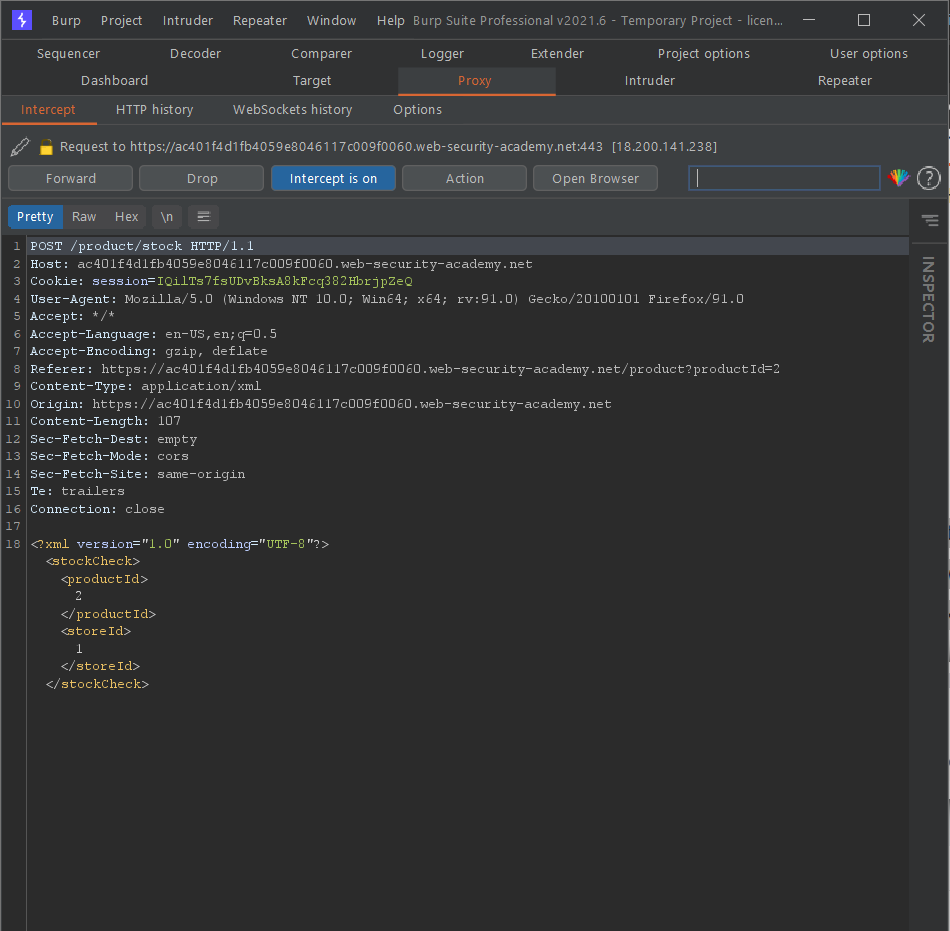 Burp Project Intruder Repeater Window Help Burp Suite Professional v2021.6 - Temporary Project - licen...
Sequencer Decoder Comparer Logger Extender Project options User options
Dashboard Target Proxy Intruder Repeater
Intercept HTTP history WebSockets history Options
Request to https://ac401f4d1fb4059e8046117c009f0060.web-security-academy.net:443 [18.200.141.238]
Forward Drop Intercept is on Action Open Browser ?
Pretty Raw Hex \n
INSPECTOR
1 POST /product/stock HTTP/1.1
2 Host: ac401f4d1fb4059e8046117c009f0060.web-security-academy.net
3 Cookie: session=IQilTs7fsUDvBksA8kFcq382HbrjpZeQ
4 User-Agent: Mozilla/5.0 (Windows NT 10.0; Win64; x64; rv:91.0) Gecko/20100101 Firefox/91.0
5 Accept: */*
6 Accept-Language: en-US,en;q=0.5
7 Accept-Encoding: gzip, deflate
8 Referer: https://ac401f4d1fb4059e8046117c009f0060.web-security-academy.net/product?productId=2
9 Content-Type: application/xml
10 Origin: https://ac401f4d1fb4059e8046117c009f0060.web-security-academy.net
11 Content-Length: 107
12 Sec-Fetch-Dest: empty
13 Sec-Fetch-Mode: cors
14 Sec-Fetch-Site: same-origin
15 Te: trailers
16 Connection: close
17
18 <?xml version="1.0" encoding="UTF-8"?>
<stockCheck>
<productId>
2
</productId>
<storeId>
1
</storeId>
</stockCheck>